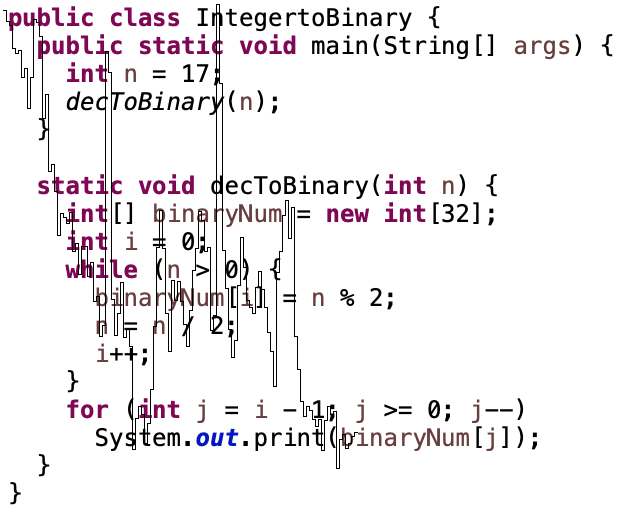 public class IntegertoBinary {
  public static void main(String[] args) {
    int n = 17;
    decToBinary(n);
  }

  static void decToBinary(int n) {
    int[] binaryNum = new int[32];
    int i = 0;
    while (n > 0) {
      binaryNum[i] = n % 2;
      n = n / 2;
      i++;
    }
    for (int j = i - 1; j >= 0; j--)
      System.out.print(binaryNum[j]);
  }
}